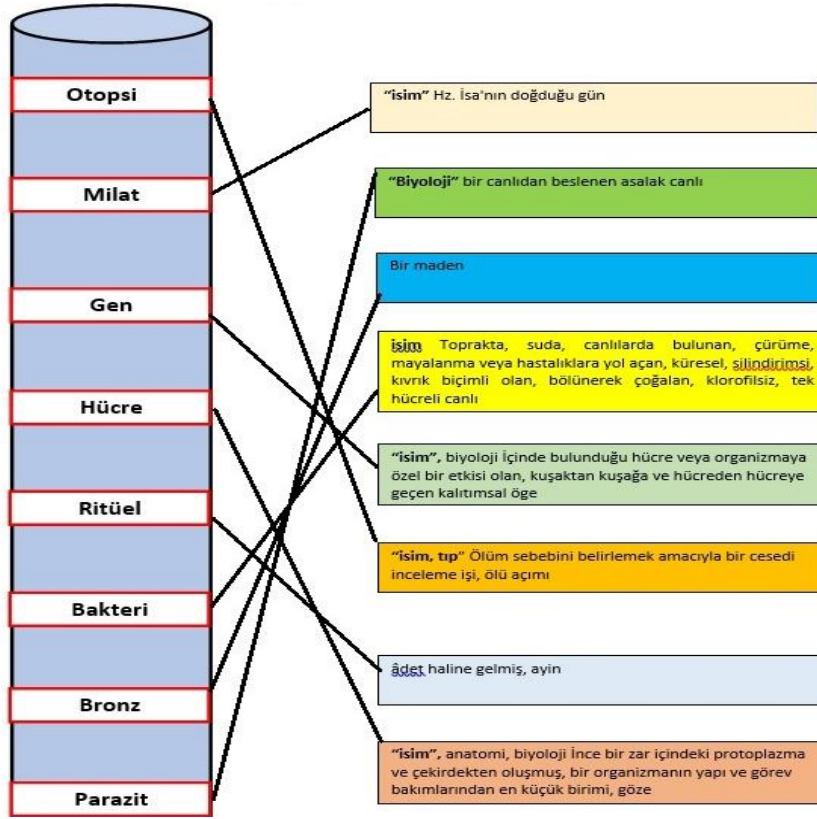 Otopsi
Milat
Gen
Hücre
Ritüel
Bakteri
Bronz
Parazit
“isim” Hz. İsa'nın doğduğu gün
“Biyoloji” bir canlıdan beslenen asalak canlı
Bir maden
isim Toprakta, suda, canlılarda bulunan, çürüme,
mayalanma veya hastalıklara yol açan, küresel, silindirimsi,
kıvrık biçimli olan, bölünerek çoğalan, klorofilsiz, tek
hücreli canlı
“isim”, biyoloji İçinde bulunduğu hücre veya organizmaya
özel bir etkisi olan, kuşaktan kuşağa ve hücreden hücreye
geçen kalıtımsal öge
“isim, tıp” Ölüm sebebini belirlemek amacıyla bir cesedi
inceleme işi, ölü açımı
âdet haline gelmiş, ayin
“isim”, anatomi, biyoloji İnce bir zar içindeki protoplazma
ve çekirdekten oluşmuş, bir organizmanın yapı ve görev
bakımlarından en küçük birimi, göze